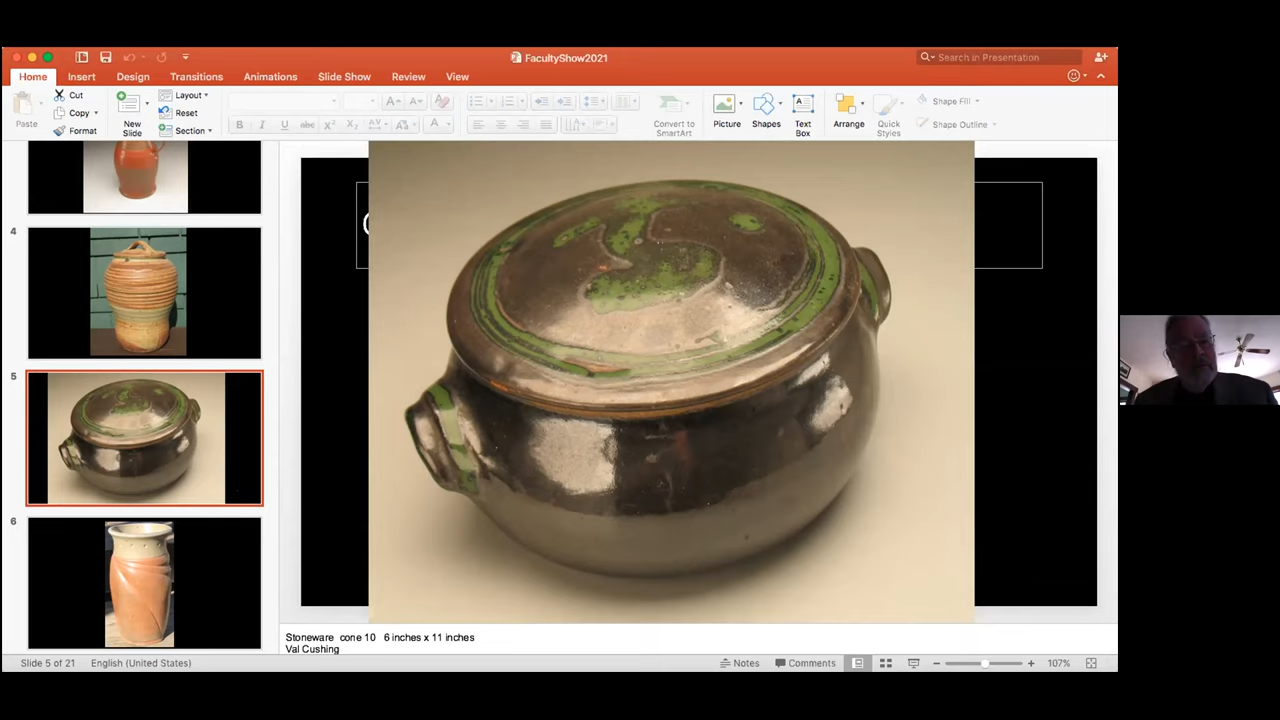 FacultyShow2021
Search in Presentation
Home Insert Design Transitions Animations Slide Show Review View
Paste
Cut
Copy
Format
New Slide
Layout
Reset
Section
B I U abc X² X₂
Convert to SmartArt
Picture
Shapes
Text Box
Arrange
Quick Styles
Shape Fill
Shape Outline
4
5
6
Stoneware cone 10 6 inches x 11 inches
Val Cushing
Slide 5 of 21 English (United States) Notes Comments 107%